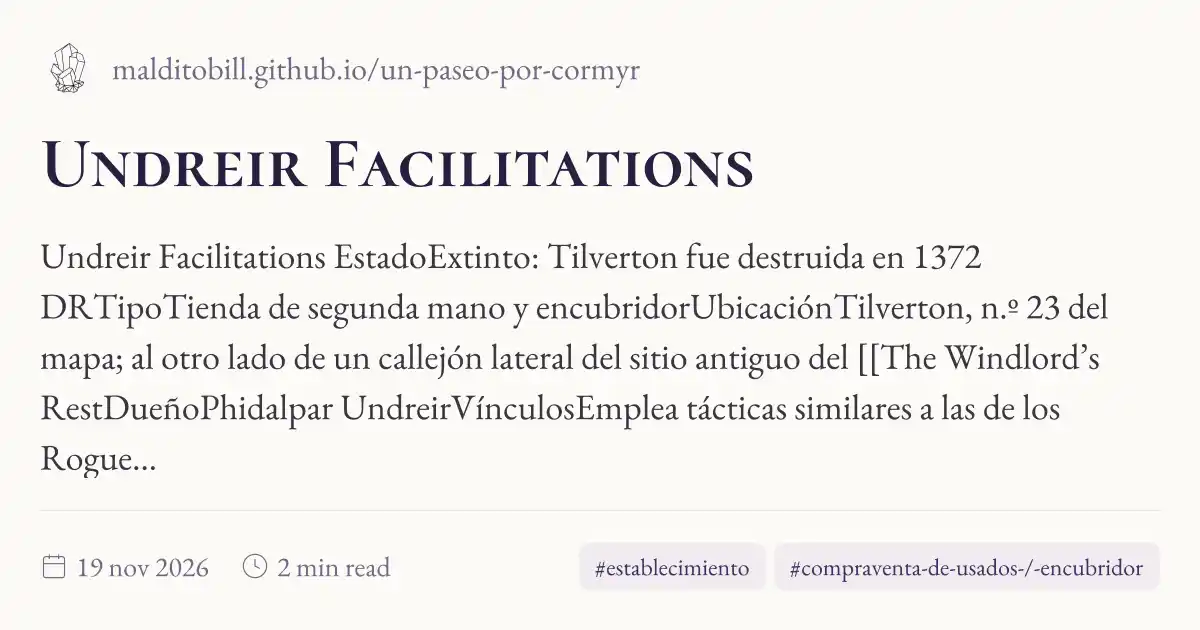 malditobill.github.io/un-paseo-por-cormyr
Undreir Facilitations
Undreir Facilitations EstadoExtinto: Tilverton fue destruida en 1372
DRTipoTienda de segunda mano y encubridorUbicaciónTilverton, n.º 23 del
mapa; al otro lado de un callejón lateral del sitio antiguo del [[The Windlord’s
RestDueñoPhidalpar UndreirVínculosEmplea tácticas similares a las de los
Rogue...
19 nov 2026 2 min read #establecimiento #compraventa-de-usados-/-encubridor